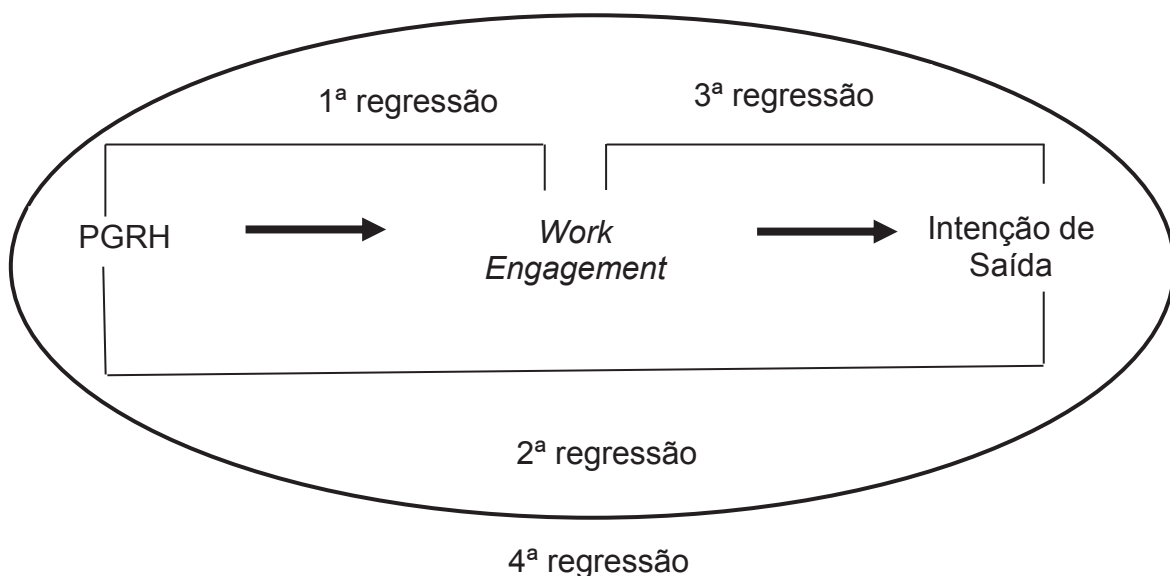 1ª regressão
3ª regressão
PGRH
Work
Engagement
Intenção de
Saída
2ª regressão
4ª regressão